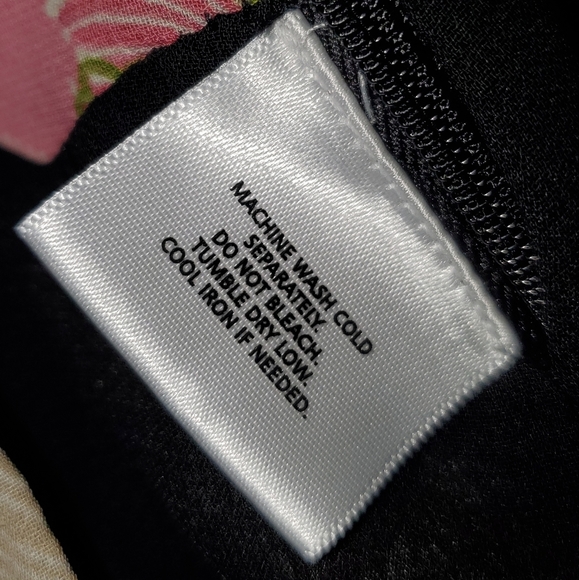 MACHINE WASH COLD
SEPARATELY.
DO NOT BLEACH.
TUMBLE DRY LOW.
COOL IRON IF NEEDED.